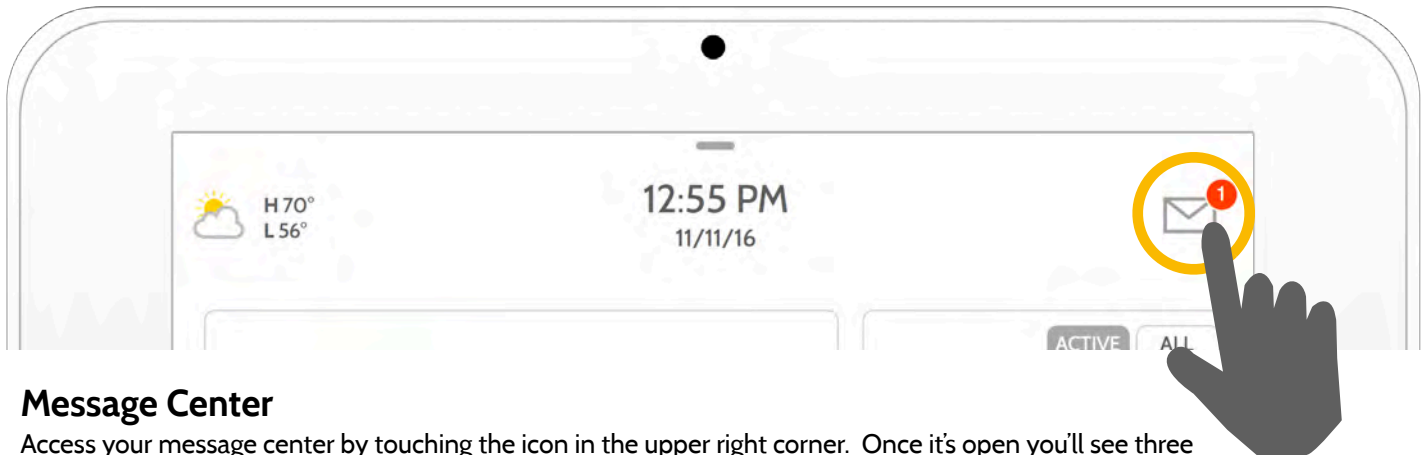 12:55 PM
11/11/16
H 70°
L 56°
1
ACTIVE ALL
Message Center
Access your message center by touching the icon in the upper right corner. Once it's open you'll see three